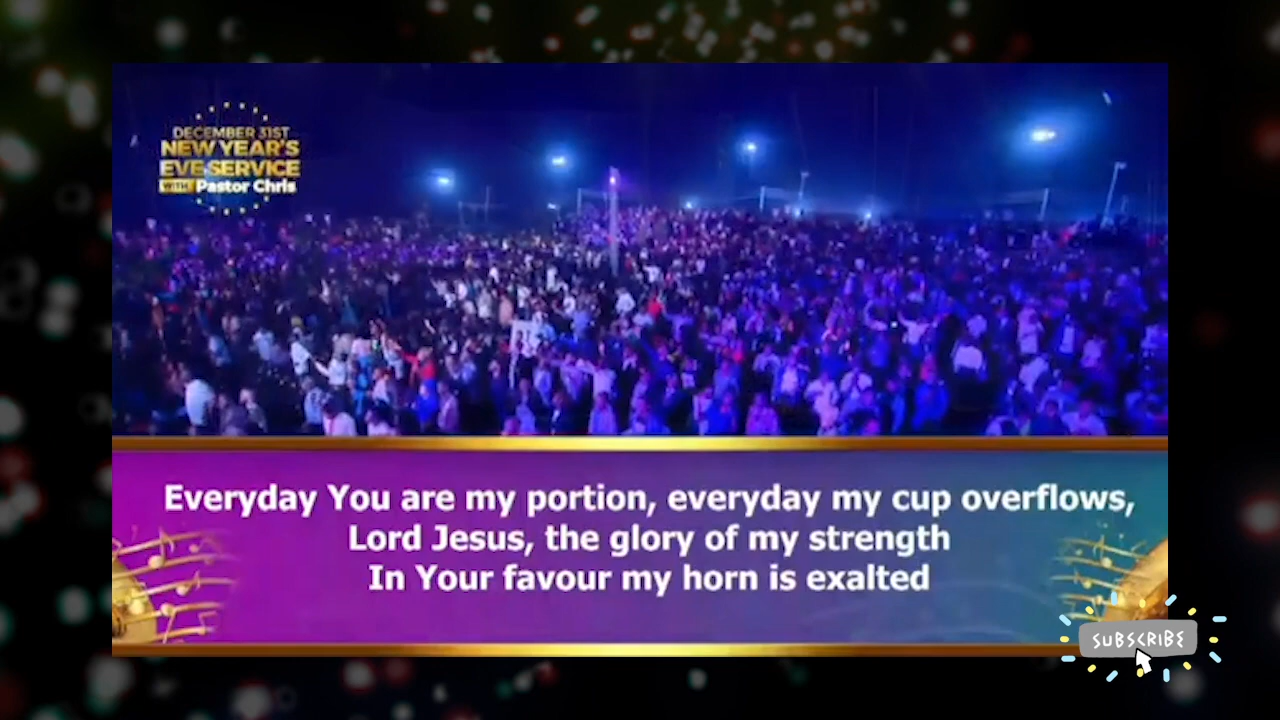 DECEMBER 31ST
NEW YEAR'S
EVE SERVICE
WITH Pastor Chris
Everyday You are my portion, everyday my cup overflows,
Lord Jesus, the glory of my strength
In Your favour my horn is exalted
SUBSCRIBE